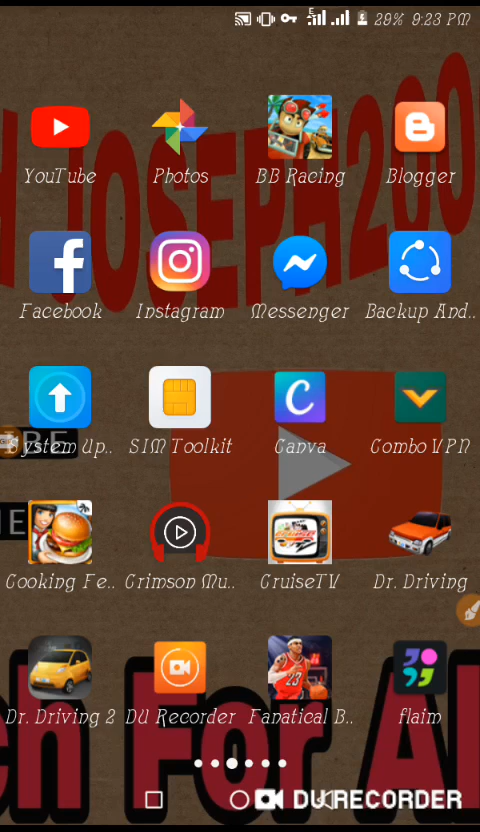 E 29% 9:23 PM
H JOSEPH200
YouTube Photos BB Racing Blogger
Facebook Instagram Messenger Backup And..
System Up.. SIM Toolkit Canva Combo VPN
Cooking Fe.. Crimson Mu.. CruiseTV Dr. Driving
Dr. Driving 2 DU Recorder Fanatical B.. flaim
ch For Al
DU RECORDER